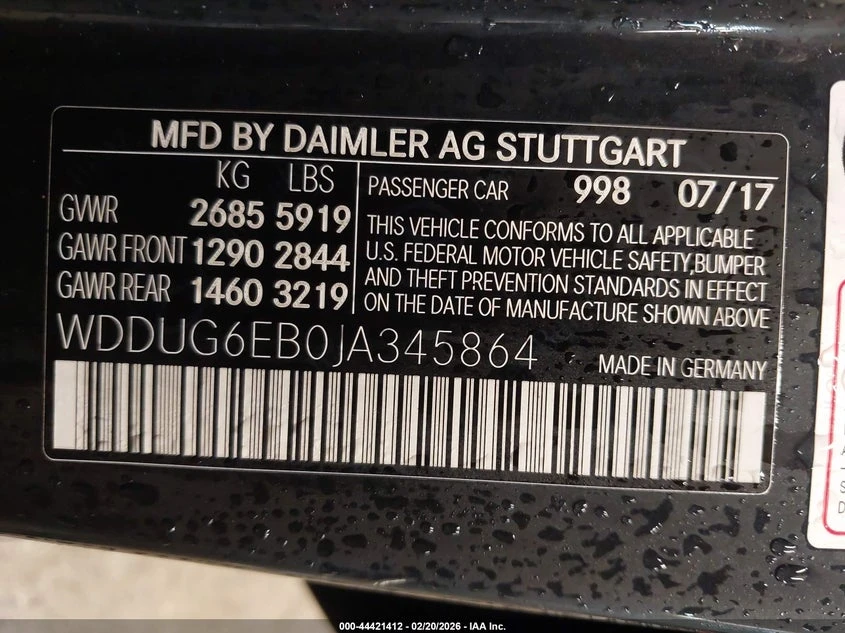 MFD BY DAIMLER AG STUTTGART
KG LBS
GVWR 2685 5919
GAWR FRONT 1290 2844
GAWR REAR 1460 3219
PASSENGER CAR 998 07/17
THIS VEHICLE CONFORMS TO ALL APPLICABLE
U.S. FEDERAL MOTOR VEHICLE SAFETY,BUMPER
AND THEFT PREVENTION STANDARDS IN EFFECT
ON THE DATE OF MANUFACTURE SHOWN ABOVE
WDDUG6EB0JA345864
MADE IN GERMANY
000-44421412 - 02/20/2026 - IAA Inc.